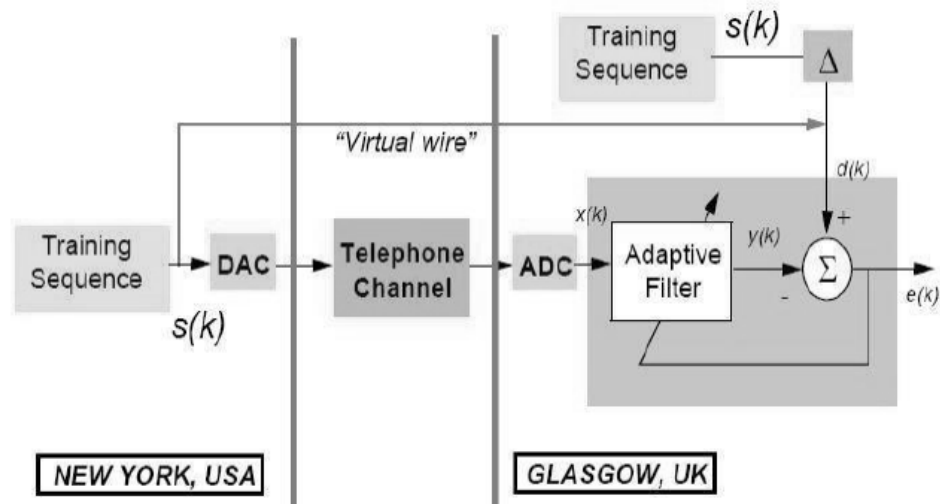 s(k)
Training
Sequence
Δ
"Virtual wire"
d(k)
x(k)
+
Training
Sequence
DAC
Telephone
Channel
ADC
Adaptive
Filter
y(k)
Σ
-
e(k)
s(k)
NEW YORK, USA
GLASGOW, UK